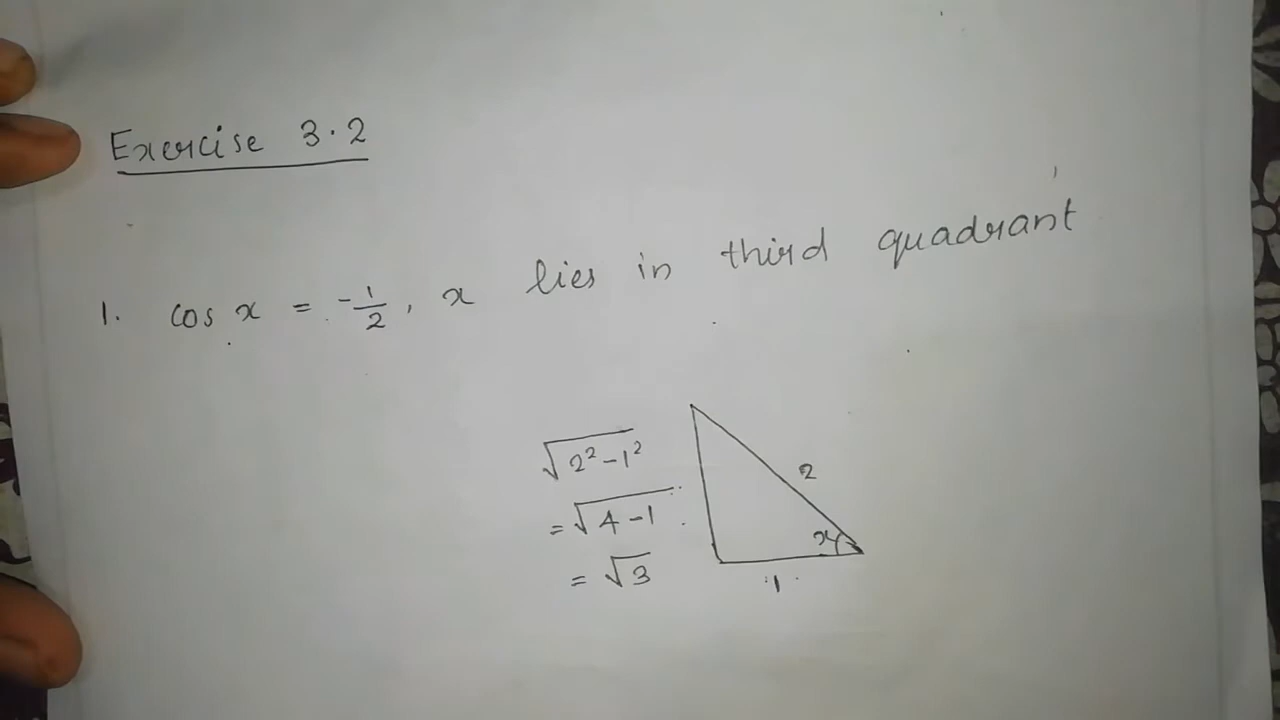 Exercise 3.2
1. cos x = -1/2, x lies in third quadrant
√2²-1²
= √4-1
= √3
2
x
1